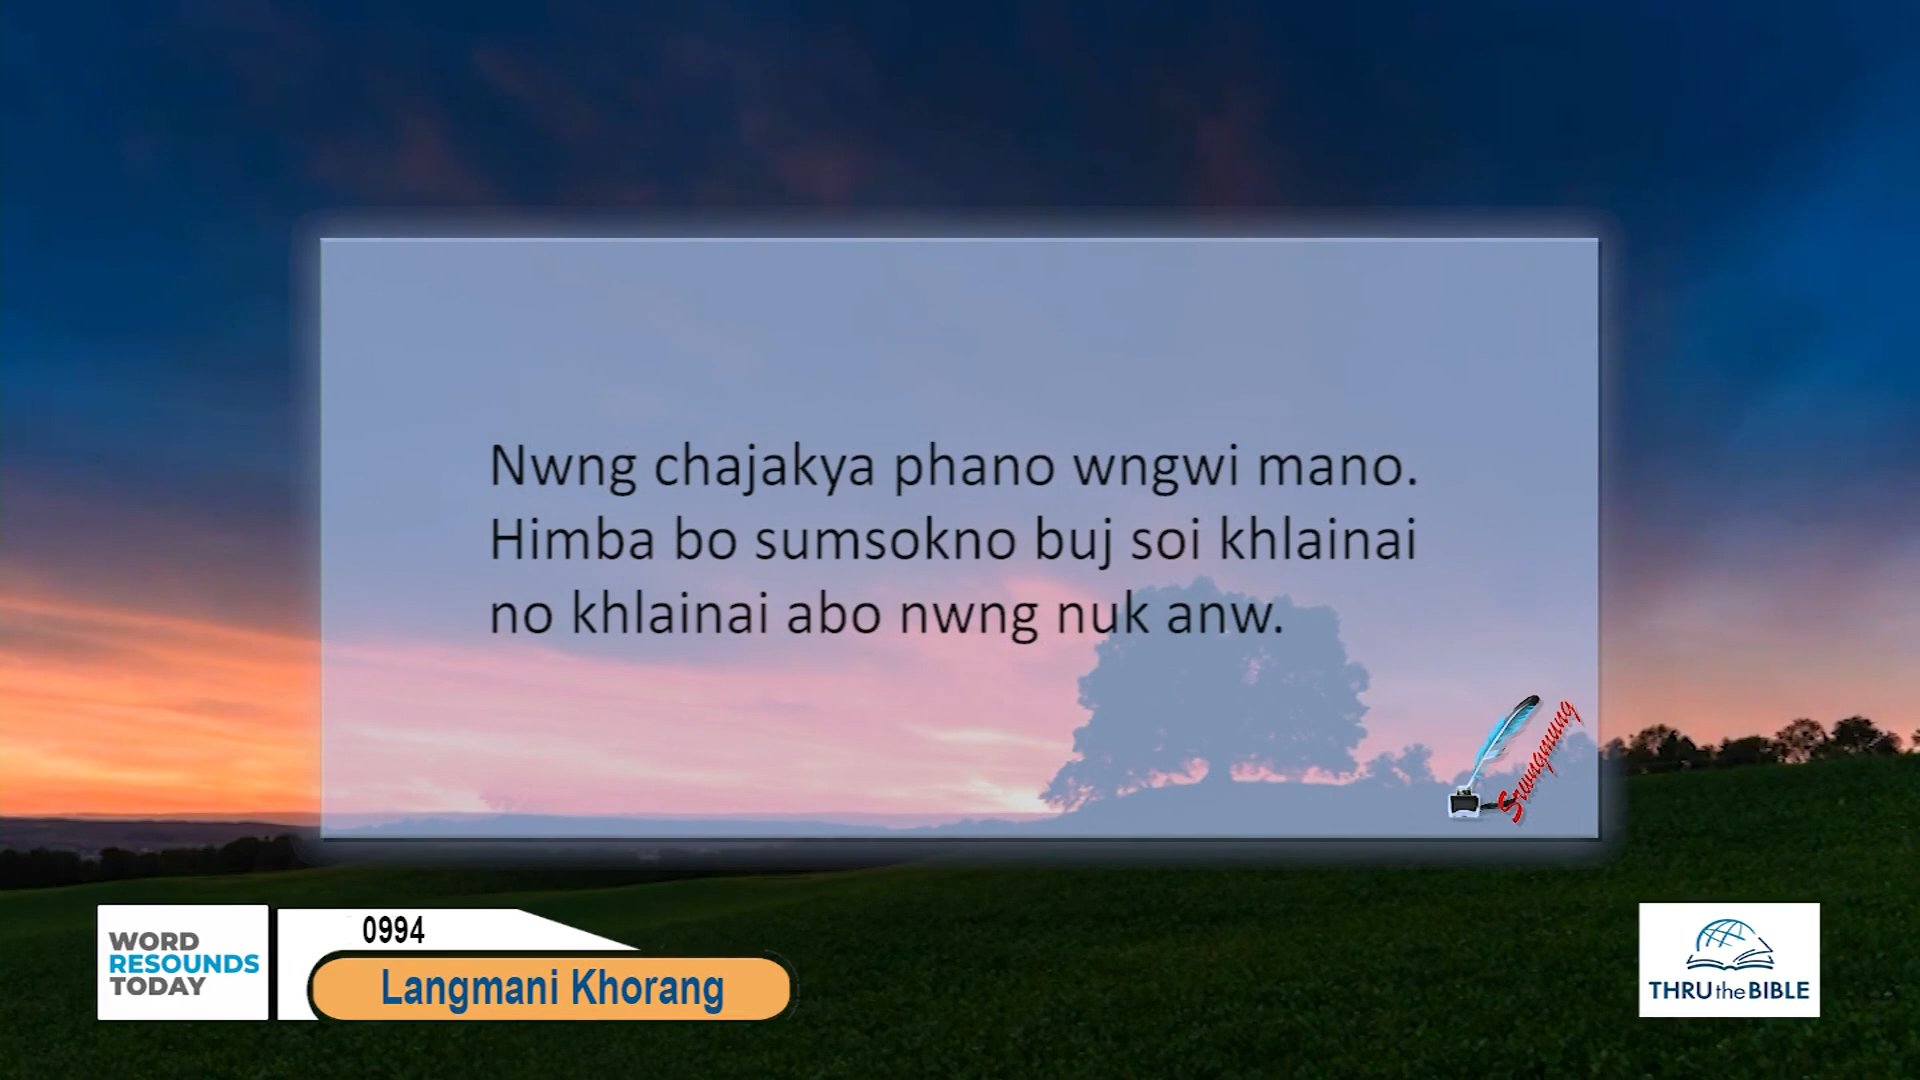 Nwng chajakya phano wngwi mano.
Himba bo sumsokno buj soi khlainai
no khlainai abo nwng nuk anw.
Swngmung
0994
Langmani Khorang
WORD
RESOUNDS
TODAY
THRU the BIBLE